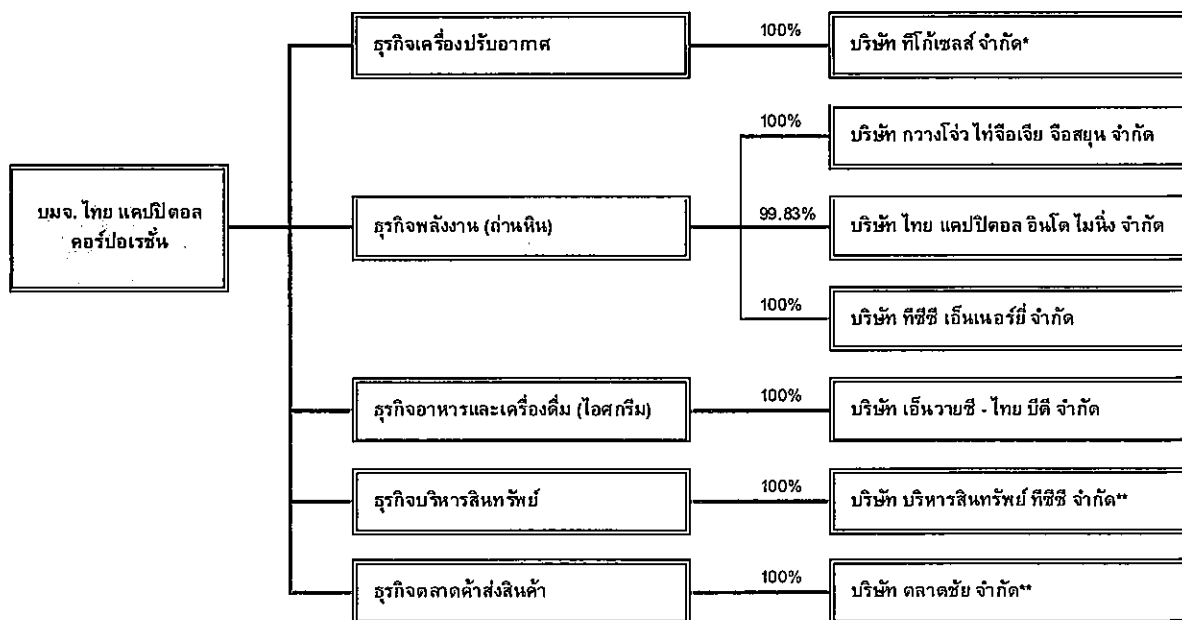 ธุรกิจเครื่องปรับอากาศ
100%
บริษัท ทีโก้เซลส์ จำกัด*
100%
บริษัท กวางโจ่ว ไท่จือเจีย จือสยุน จำกัด
บมจ. ไทย แคปปิตอล
คอร์ปอเรชั่น
ธุรกิจพลังงาน (ถ่านหิน)
99.83%
บริษัท ไทย แคปปิตอล อินโด ไมนิ่ง จำกัด
100%
บริษัท ทีซีซี เอ็นเนอร์ยี่ จำกัด
ธุรกิจอาหารและเครื่องดื่ม (ไอศกรีม)
100%
บริษัท เอ็นวายซี - ไทย บีดี จำกัด
ธุรกิจบริหารสินทรัพย์
100%
บริษัท บริหารสินทรัพย์ ทีซีซี จำกัด**
ธุรกิจตลาดค้าส่งสินค้า
100%
บริษัท ตลาดชัย จำกัด**